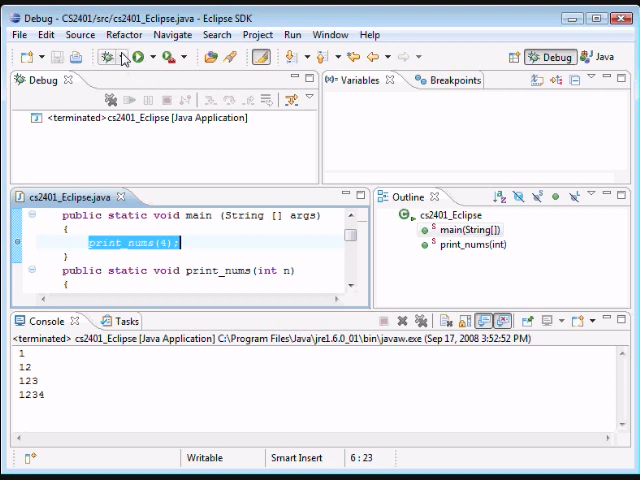 Debug - CS2401/src/cs2401_Eclipse.java - Eclipse SDK
File Edit Source Refactor Navigate Search Project Run Window Help
Debug Java
Debug
<terminated>cs2401_Eclipse [Java Application]
(x)= Variables Breakpoints
cs2401_Eclipse.java
public static void main (String [] args)
{
print_nums(4);
}
public static void print_nums(int n)
{
Outline
cs2401_Eclipse
main(String[])
print_nums(int)
Console Tasks
<terminated> cs2401_Eclipse [Java Application] C:\Program Files\Java\jre1.6.0_01\bin\javaw.exe (Sep 17, 2008 3:52:52 PM)
1
12
123
1234
Writable Smart Insert 6 : 23